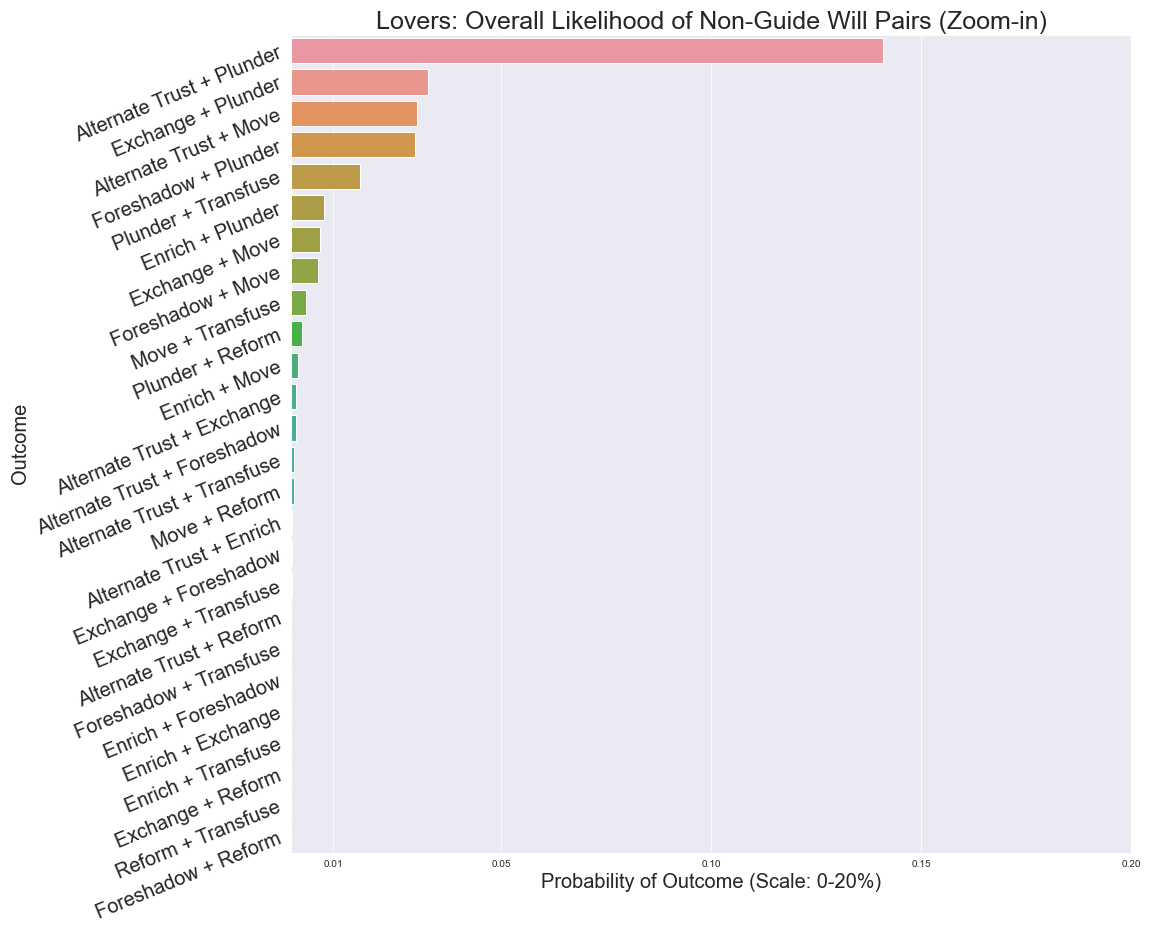 Lovers: Overall Likelihood of Non-Guide Will Pairs (Zoom-in)
Alternate Trust + Plunder
Exchange + Plunder
Alternate Trust + Move
Foreshadow + Plunder
Plunder + Transfuse
Enrich + Plunder
Exchange + Move
Foreshadow + Move
Move + Transfuse
Plunder + Reform
Enrich + Move
Alternate Trust + Exchange
Alternate Trust + Foreshadow
Alternate Trust + Transfuse
Move + Reform
Alternate Trust + Enrich
Exchange + Foreshadow
Exchange + Transfuse
Alternate Trust + Reform
Foreshadow + Transfuse
Enrich + Foreshadow
Enrich + Exchange
Enrich + Transfuse
Exchange + Reform
Reform + Transfuse
Foreshadow + Reform
Outcome
0.01 0.05 0.10 0.15 0.20
Probability of Outcome (Scale: 0-20%)